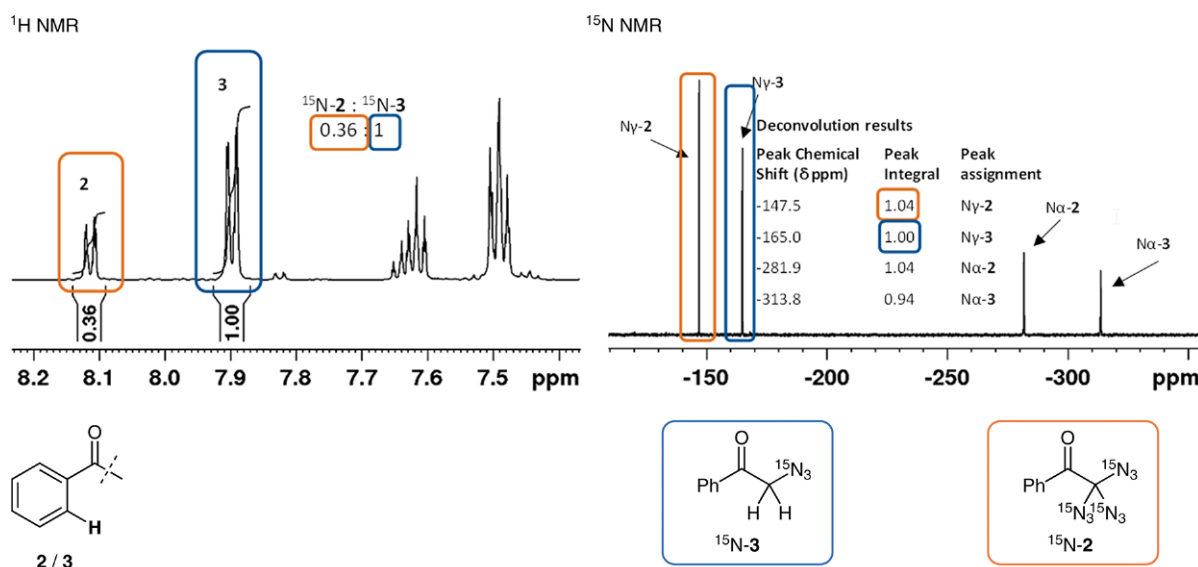 ¹H NMR
3
2
¹⁵N-2 : ¹⁵N-3
0.36 : 1
0.36
1.00
8.2 8.1 8.0 7.9 7.8 7.7 7.6 7.5 ppm
O
H
2 / 3
¹⁵N NMR
Nγ-3
Nγ-2
Deconvolution results
Peak Chemical Shift (δppm) Peak Integral Peak assignment
-147.5 1.04 Nγ-2
-165.0 1.00 Nγ-3
-281.9 1.04 Nα-2
-313.8 0.94 Nα-3
Nα-2
Nα-3
-150 -200 -250 -300 ppm
O
¹⁵N₃
Ph
H H
¹⁵N-3
O
¹⁵N₃
Ph
¹⁵N₃ ¹⁵N₃
¹⁵N-2